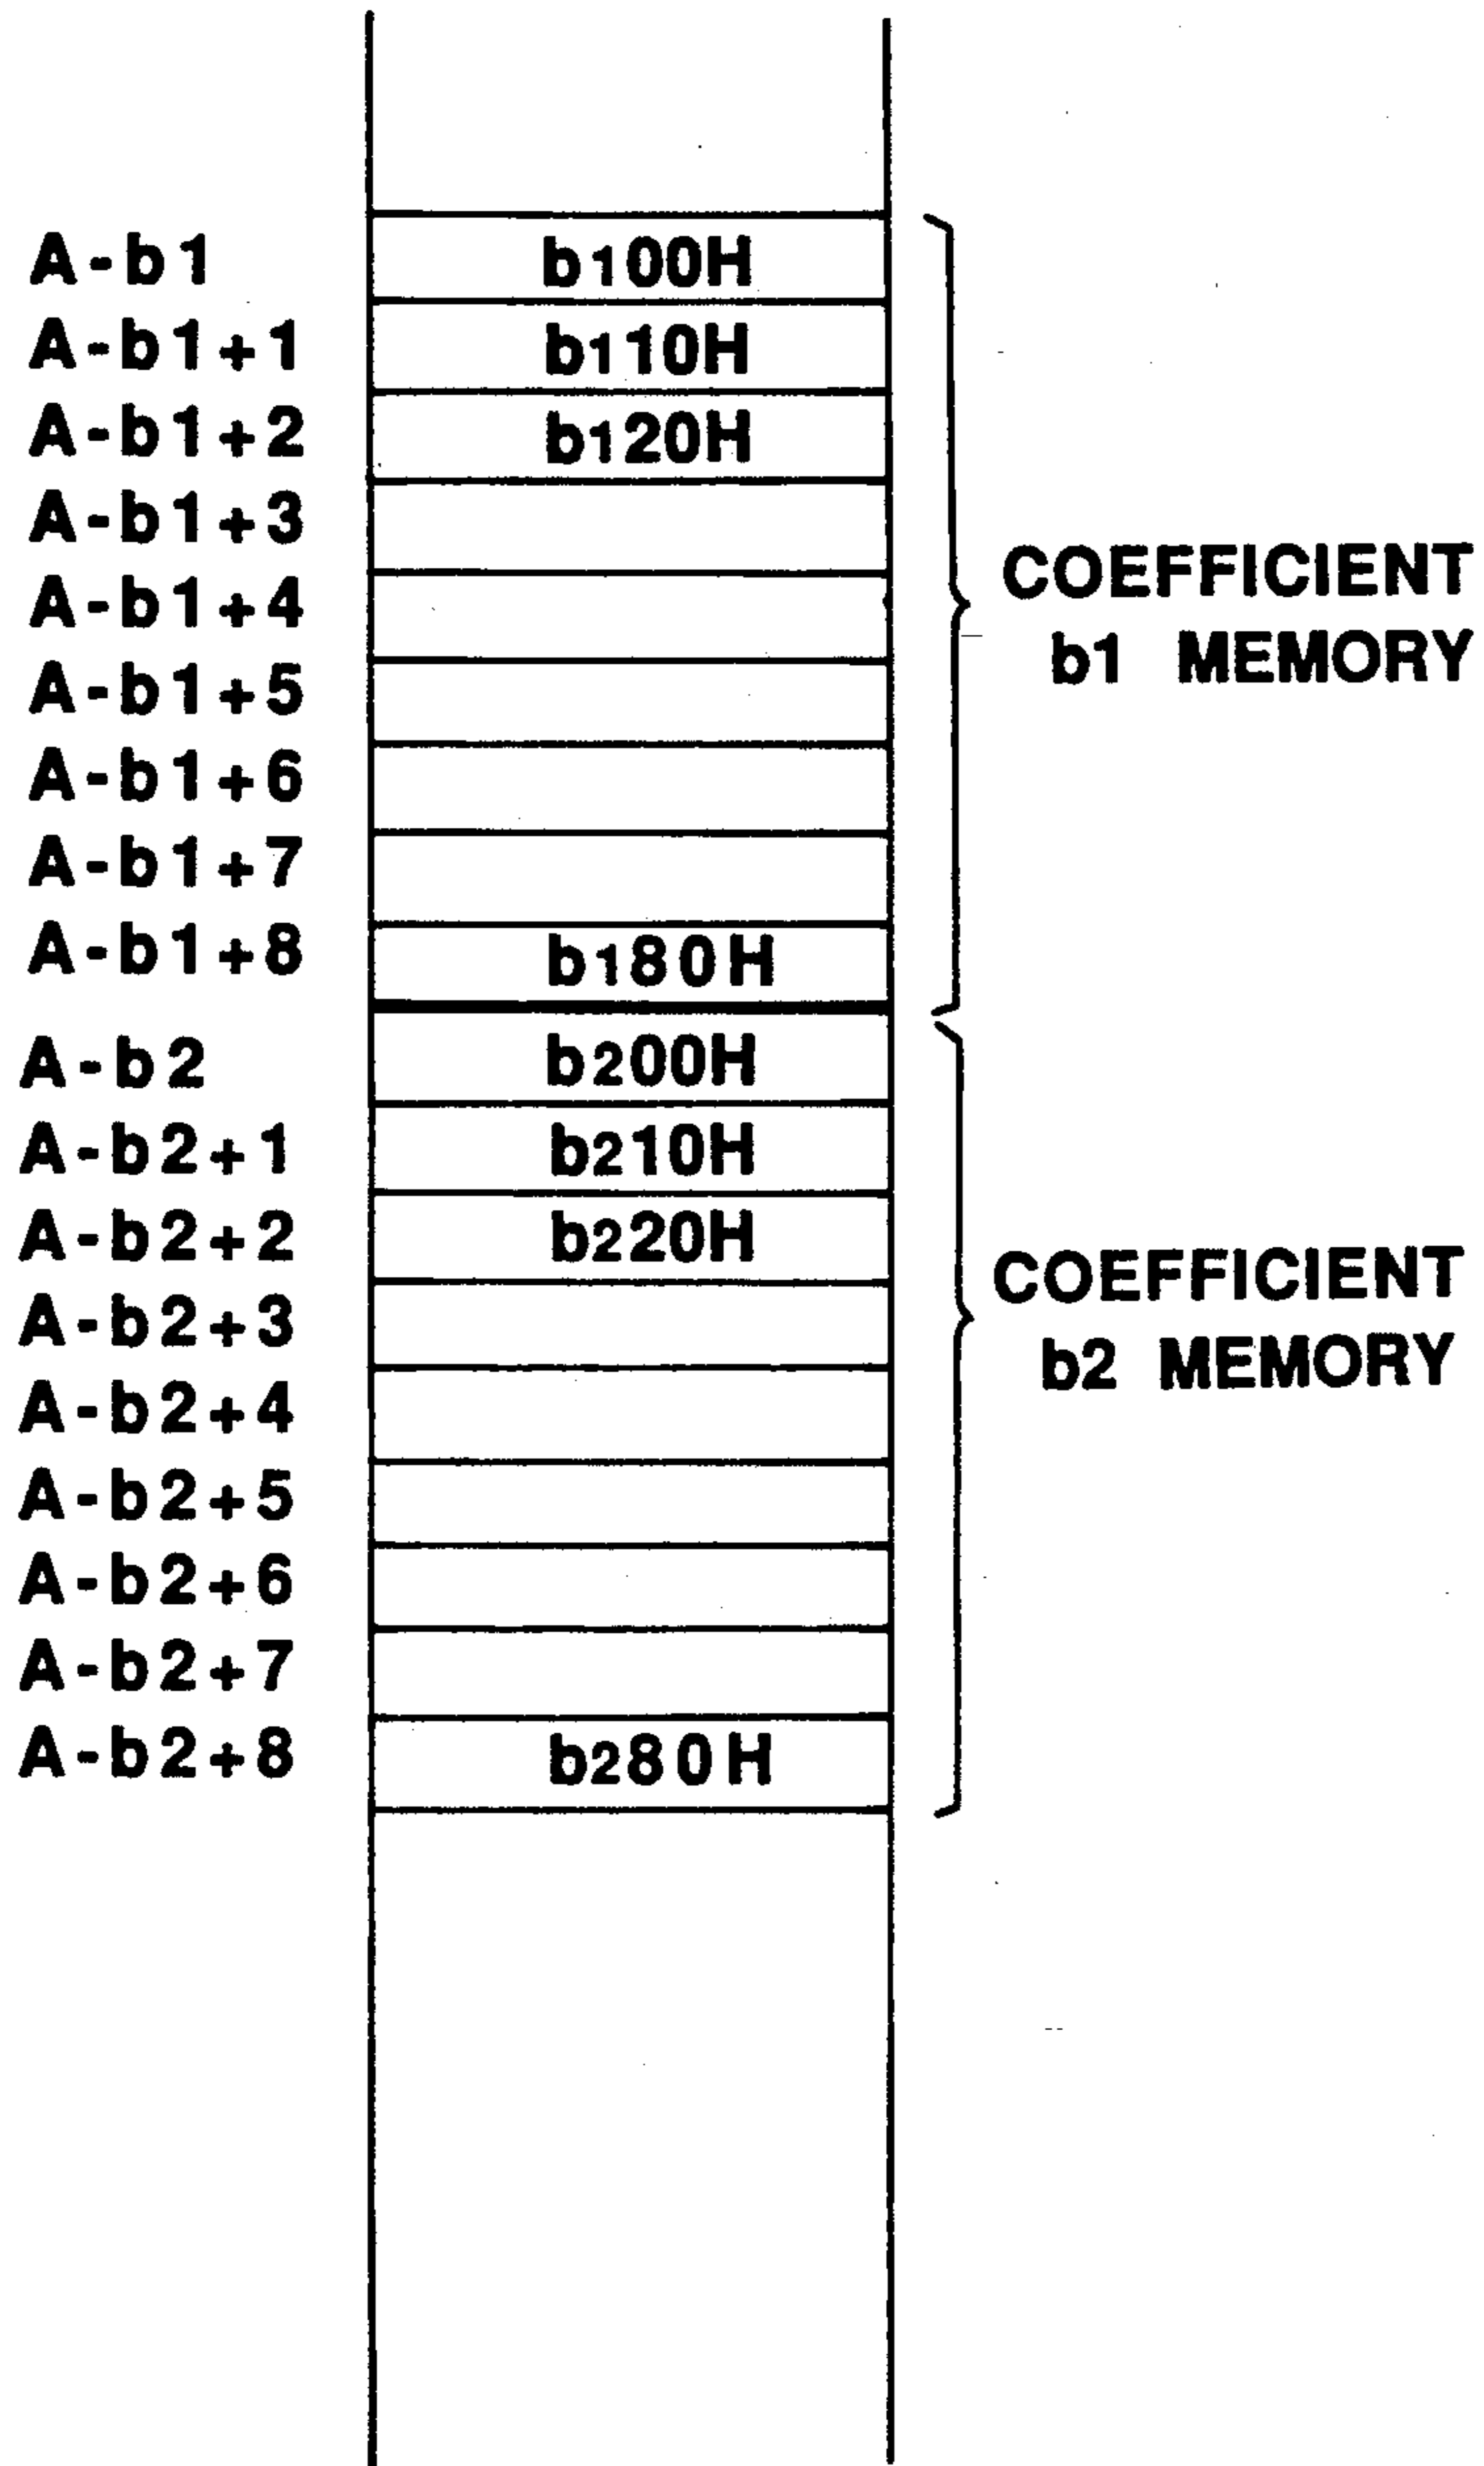 A-b1 b100H
A-b1+1 b110H
A-b1+2 b120H
A-b1+3
A-b1+4
A-b1+5
A-b1+6
A-b1+7
A-b1+8 b180H
COEFFICIENT
b1 MEMORY
A-b2 b200H
A-b2+1 b210H
A-b2+2 b220H
A-b2+3
A-b2+4
A-b2+5
A-b2+6
A-b2+7
A-b2+8 b280H
COEFFICIENT
b2 MEMORY